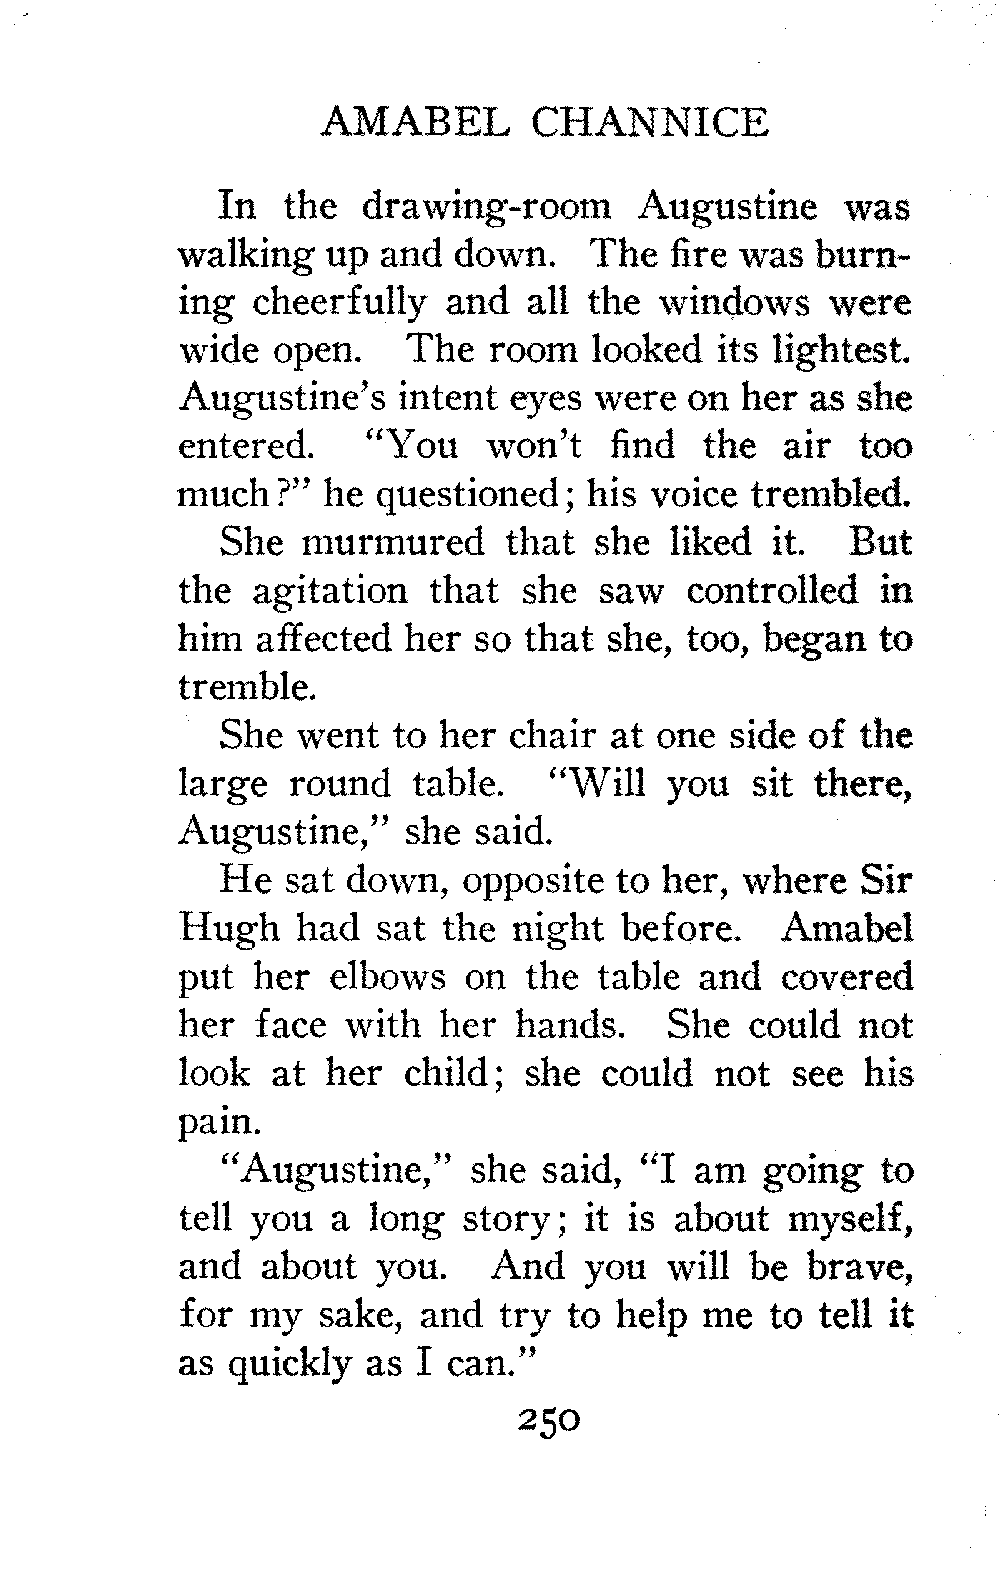 AMABEL CHANNICE
In the drawing-room Augustine was
walking up and down. The fire was burn-
ing cheerfully and all the windows were
wide open. The room looked its lightest.
Augustine's intent eyes were on her as she
entered. "You won't find the air too
much?" he questioned; his voice trembled.
She murmured that she liked it. But
the agitation that she saw controlled in
him affected her so that she, too, began to
tremble.
She went to her chair at one side of the
large round table. "Will you sit there,
Augustine," she said.
He sat down, opposite to her, where Sir
Hugh had sat the night before. Amabel
put her elbows on the table and covered
her face with her hands. She could not
look at her child; she could not see his
pain.
"Augustine," she said, "I am going to
tell you a long story; it is about myself,
and about you. And you will be brave,
for my sake, and try to help me to tell it
as quickly as I can."
250